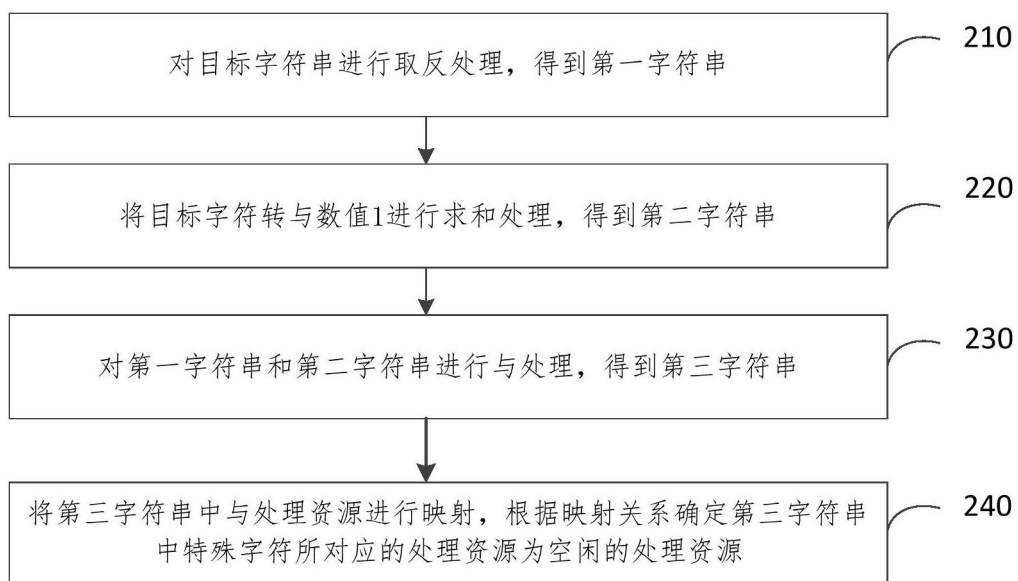 对目标字符串进行取反处理，得到第一字符串
210
将目标字符转与数值1进行求和处理，得到第二字符串
220
对第一字符串和第二字符串进行与处理，得到第三字符串
230
将第三字符串中与处理资源进行映射，根据映射关系确定第三字符串
中特殊字符所对应的处理资源为空闲的处理资源
240